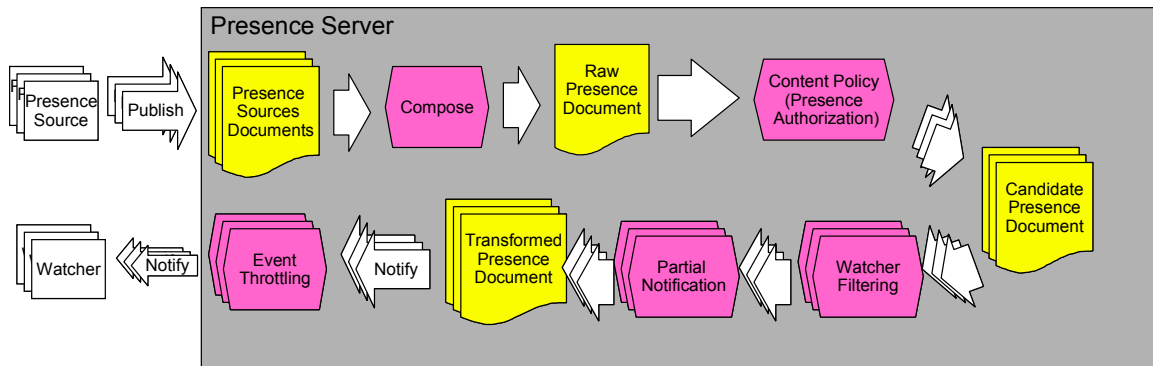 Presence Server
Presence
Source
Publish
Presence
Sources
Documents
Compose
Raw
Presence
Document
Content Policy
(Presence
Authorization)
Candidate
Presence
Document
Watcher
Filtering
Partial
Notification
Transformed
Presence
Document
Notify
Event
Throttling
Notify
Watcher